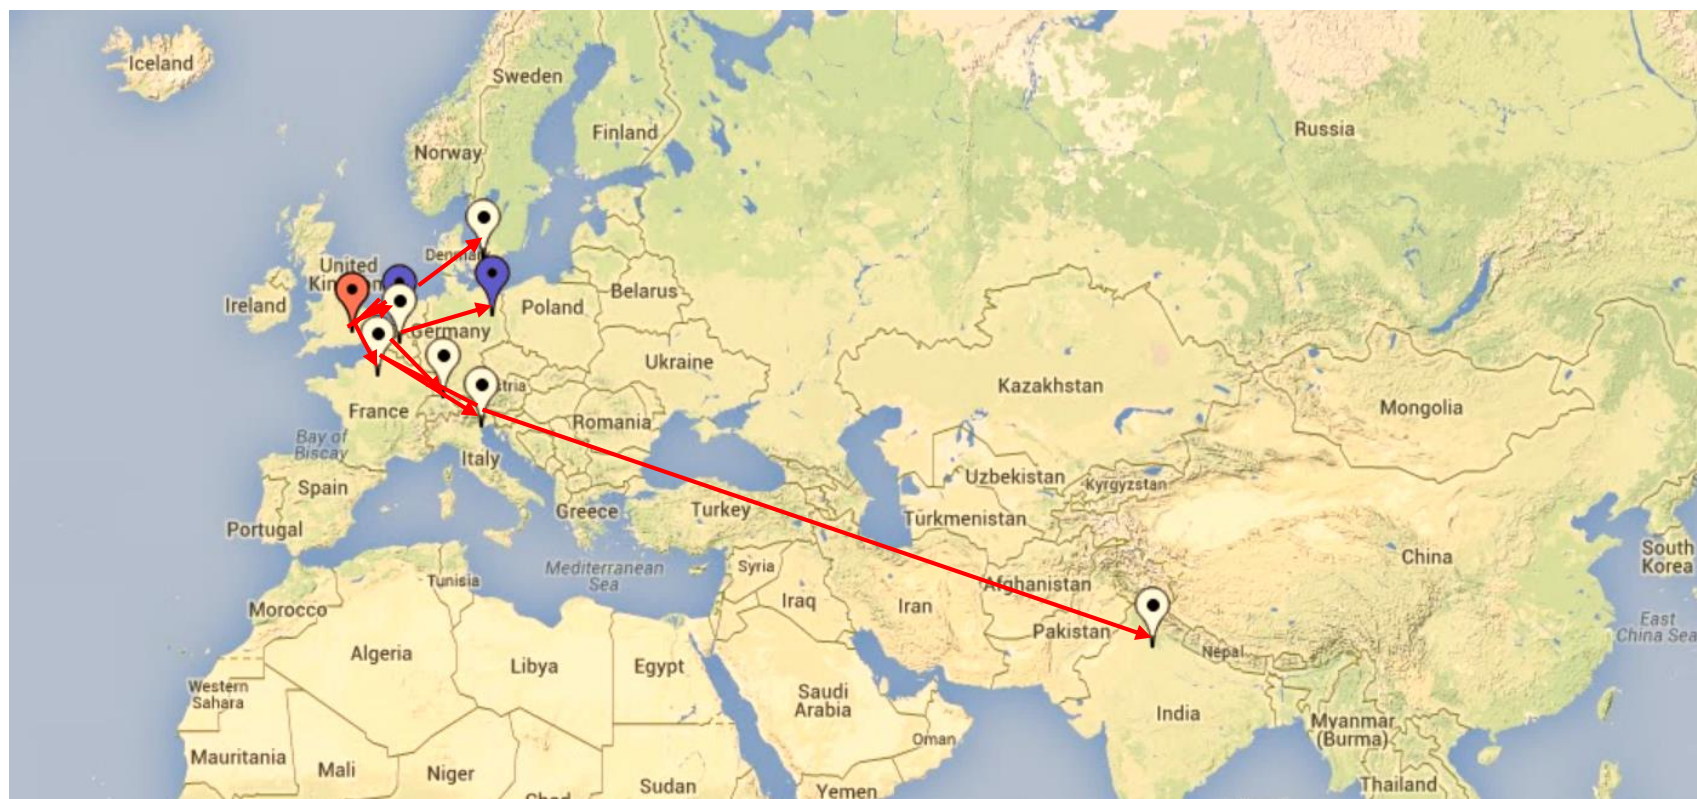 Iceland
Sweden
Finland
Russia
Norway
United
Kingdom
Ireland
Poland
Belarus
Germany
Ukraine
Kazakhstan
Mongolia
France
Romania
Bay of
Biscay
Italy
Uzbekistan
Kyrgyzstan
Spain
Greece
Turkey
Turkmenistan
Portugal
China
South
Korea
Mediterranean
Sea
Tunisia
Syria
Afghanistan
Iraq
Iran
Morocco
Pakistan
East
China Sea
Algeria
Libya
Egypt
Nepal
Western
Sahara
Saudi
Arabia
India
Myanmar
(Burma)
Oman
Mauritania
Mali
Niger
Sudan
Yemen
Thailand